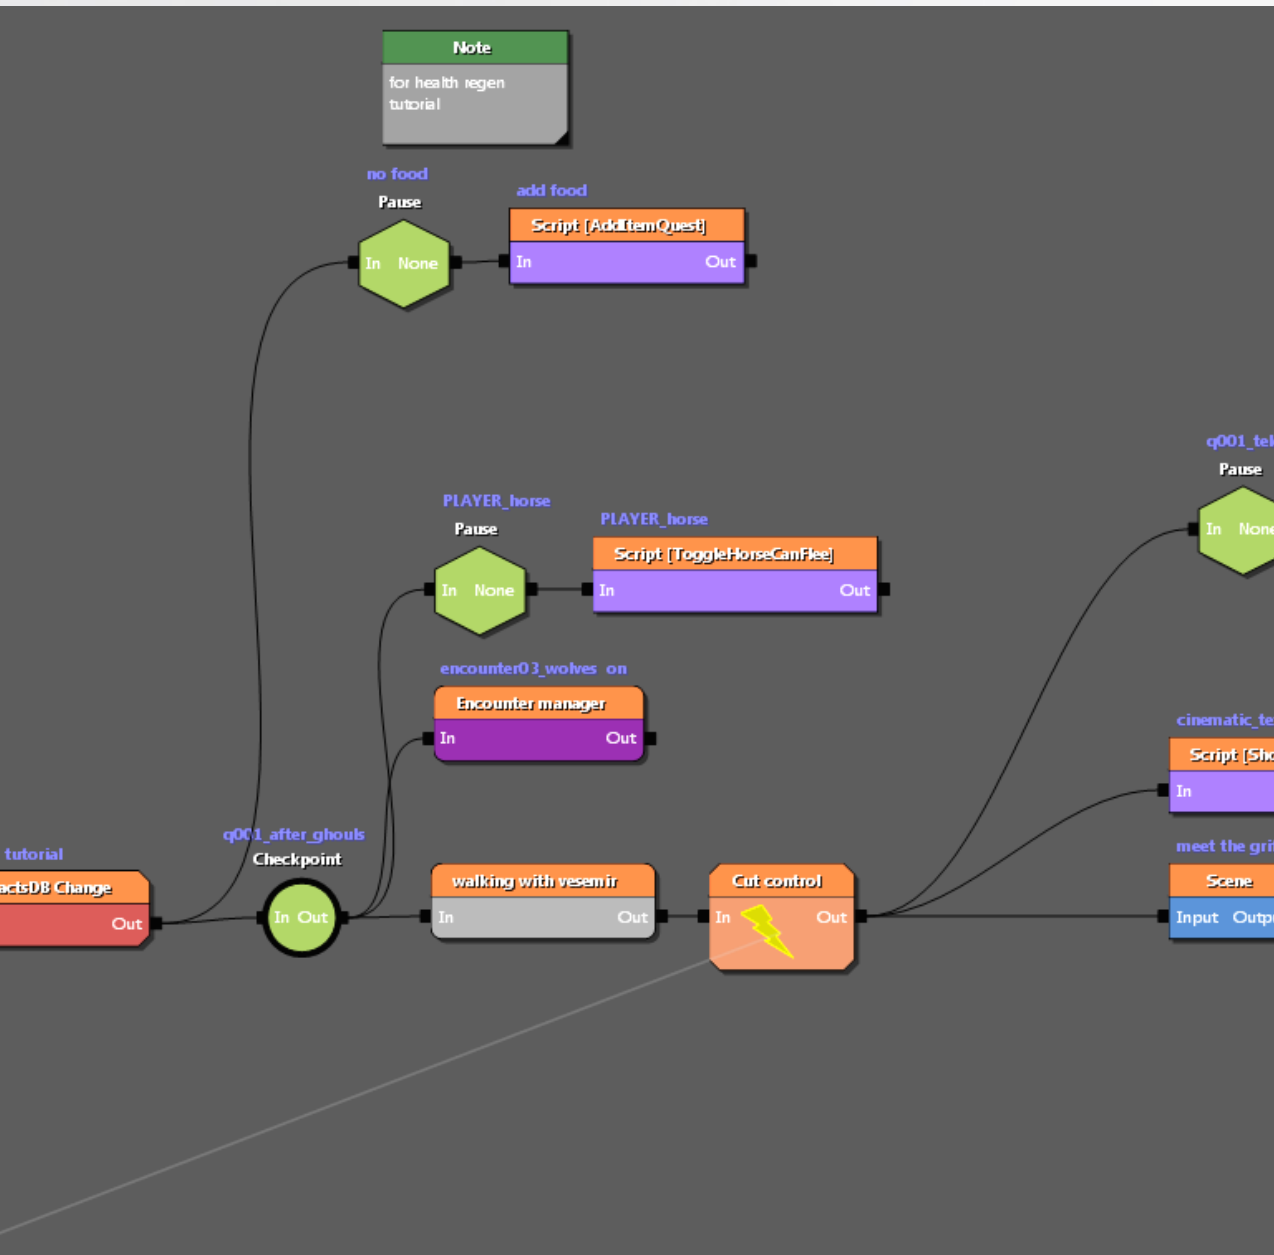 Note
for health regen
tutorial
no food
Pause
In None
add food
Script [AddItemQuest]
In Out
q001_tel
Pause
In None
PLAYER_horse
Pause
In None
PLAYER_horse
Script [ToggleHorseCanFlee]
In Out
encounter03_wolves on
Encounter manager
In Out
cinematic_te
Script [Sho
In
tutorial
actsDB Change
Out
q001_after_ghouls
Checkpoint
In Out
walking with vesemir
In Out
Cut control
In Out
meet the gri
Scene
Input Outpu